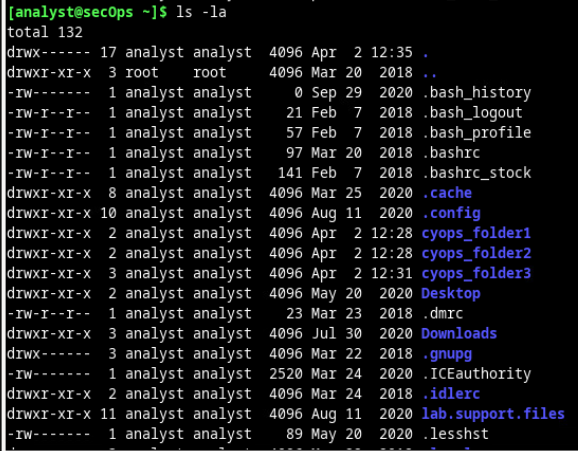 [analyst@secOps ~]$ ls -la
total 132
drwx------ 17 analyst analyst  4096 Apr  2 12:35 .
drwxr-xr-x  3 root    root     4096 Mar 20  2018 ..
-rw-------  1 analyst analyst     0 Sep 29  2020 .bash_history
-rw-r--r--  1 analyst analyst    21 Feb  7  2018 .bash_logout
-rw-r--r--  1 analyst analyst    57 Feb  7  2018 .bash_profile
-rw-r--r--  1 analyst analyst    97 Mar 20  2018 .bashrc
-rw-r--r--  1 analyst analyst   141 Feb  7  2018 .bashrc_stock
drwxr-xr-x  8 analyst analyst  4096 Mar 25  2020 .cache
drwxr-xr-x 10 analyst analyst  4096 Aug 11  2020 .config
drwxr-xr-x  2 analyst analyst  4096 Apr  2 12:28 cyops_folder1
drwxr-xr-x  2 analyst analyst  4096 Apr  2 12:28 cyops_folder2
drwxr-xr-x  3 analyst analyst  4096 Apr  2 12:31 cyops_folder3
drwxr-xr-x  2 analyst analyst  4096 May 20  2020 Desktop
-rw-r--r--  1 analyst analyst    23 Mar 23  2018 .dmrc
drwxr-xr-x  3 analyst analyst  4096 Jul 30  2020 Downloads
drwx------  3 analyst analyst  4096 Mar 22  2018 .gnupg
-rw-------  1 analyst analyst  2520 Mar 24  2020 .ICEauthority
drwxr-xr-x  2 analyst analyst  4096 Mar 24  2018 .idlerc
drwxr-xr-x 11 analyst analyst  4096 Aug 11  2020 lab.support.files
-rw-------  1 analyst analyst    89 May 20  2020 .lesshst